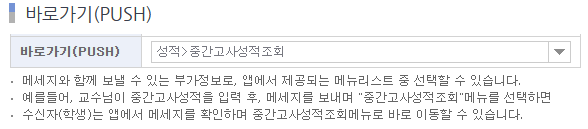 바로가기(PUSH)
바로가기(PUSH) 성적>중간고사성적조회
• 메세지와 함께 보낼 수 있는 부가정보로, 앱에서 제공되는 메뉴리스트 중 선택할 수 있습니다.
• 예를들어, 교수님이 중간고사성적을 입력 후, 메세지를 보내며 "중간고사성적조회"메뉴를 선택하면
• 수신자(학생)는 앱에서 메세지를 확인하며 중간고사성적조회메뉴로 바로 이동할 수 있습니다.